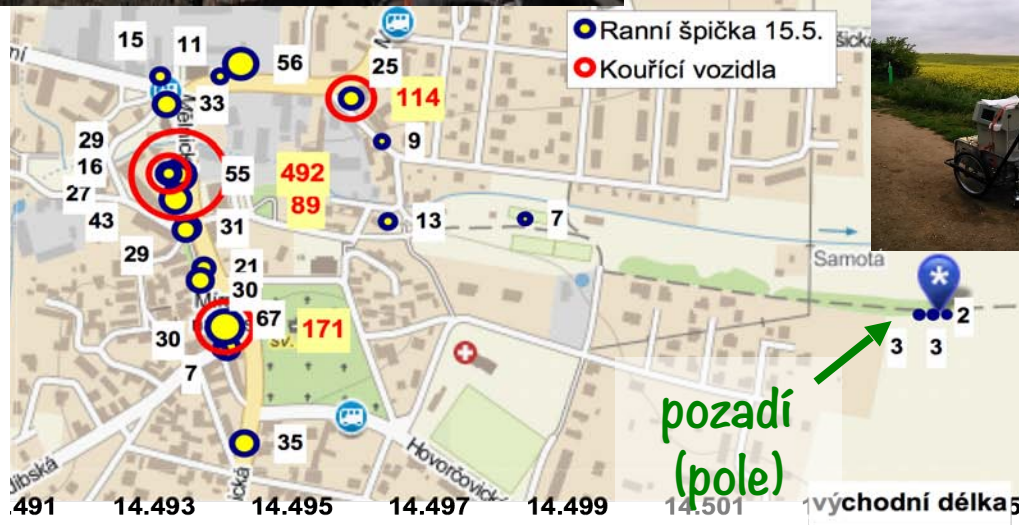 Ranní špička 15.5.
Kouřící vozidla
15 11 56
25
114
33
9
29
16
55 492
27
89
43
31
13 7
29
21
30
67 171
30
7
35
2
3 3
Samota
pozadí
(pole)
Hovorčovick
14.493 14.495 14.497 14.499 14.501
východní délka